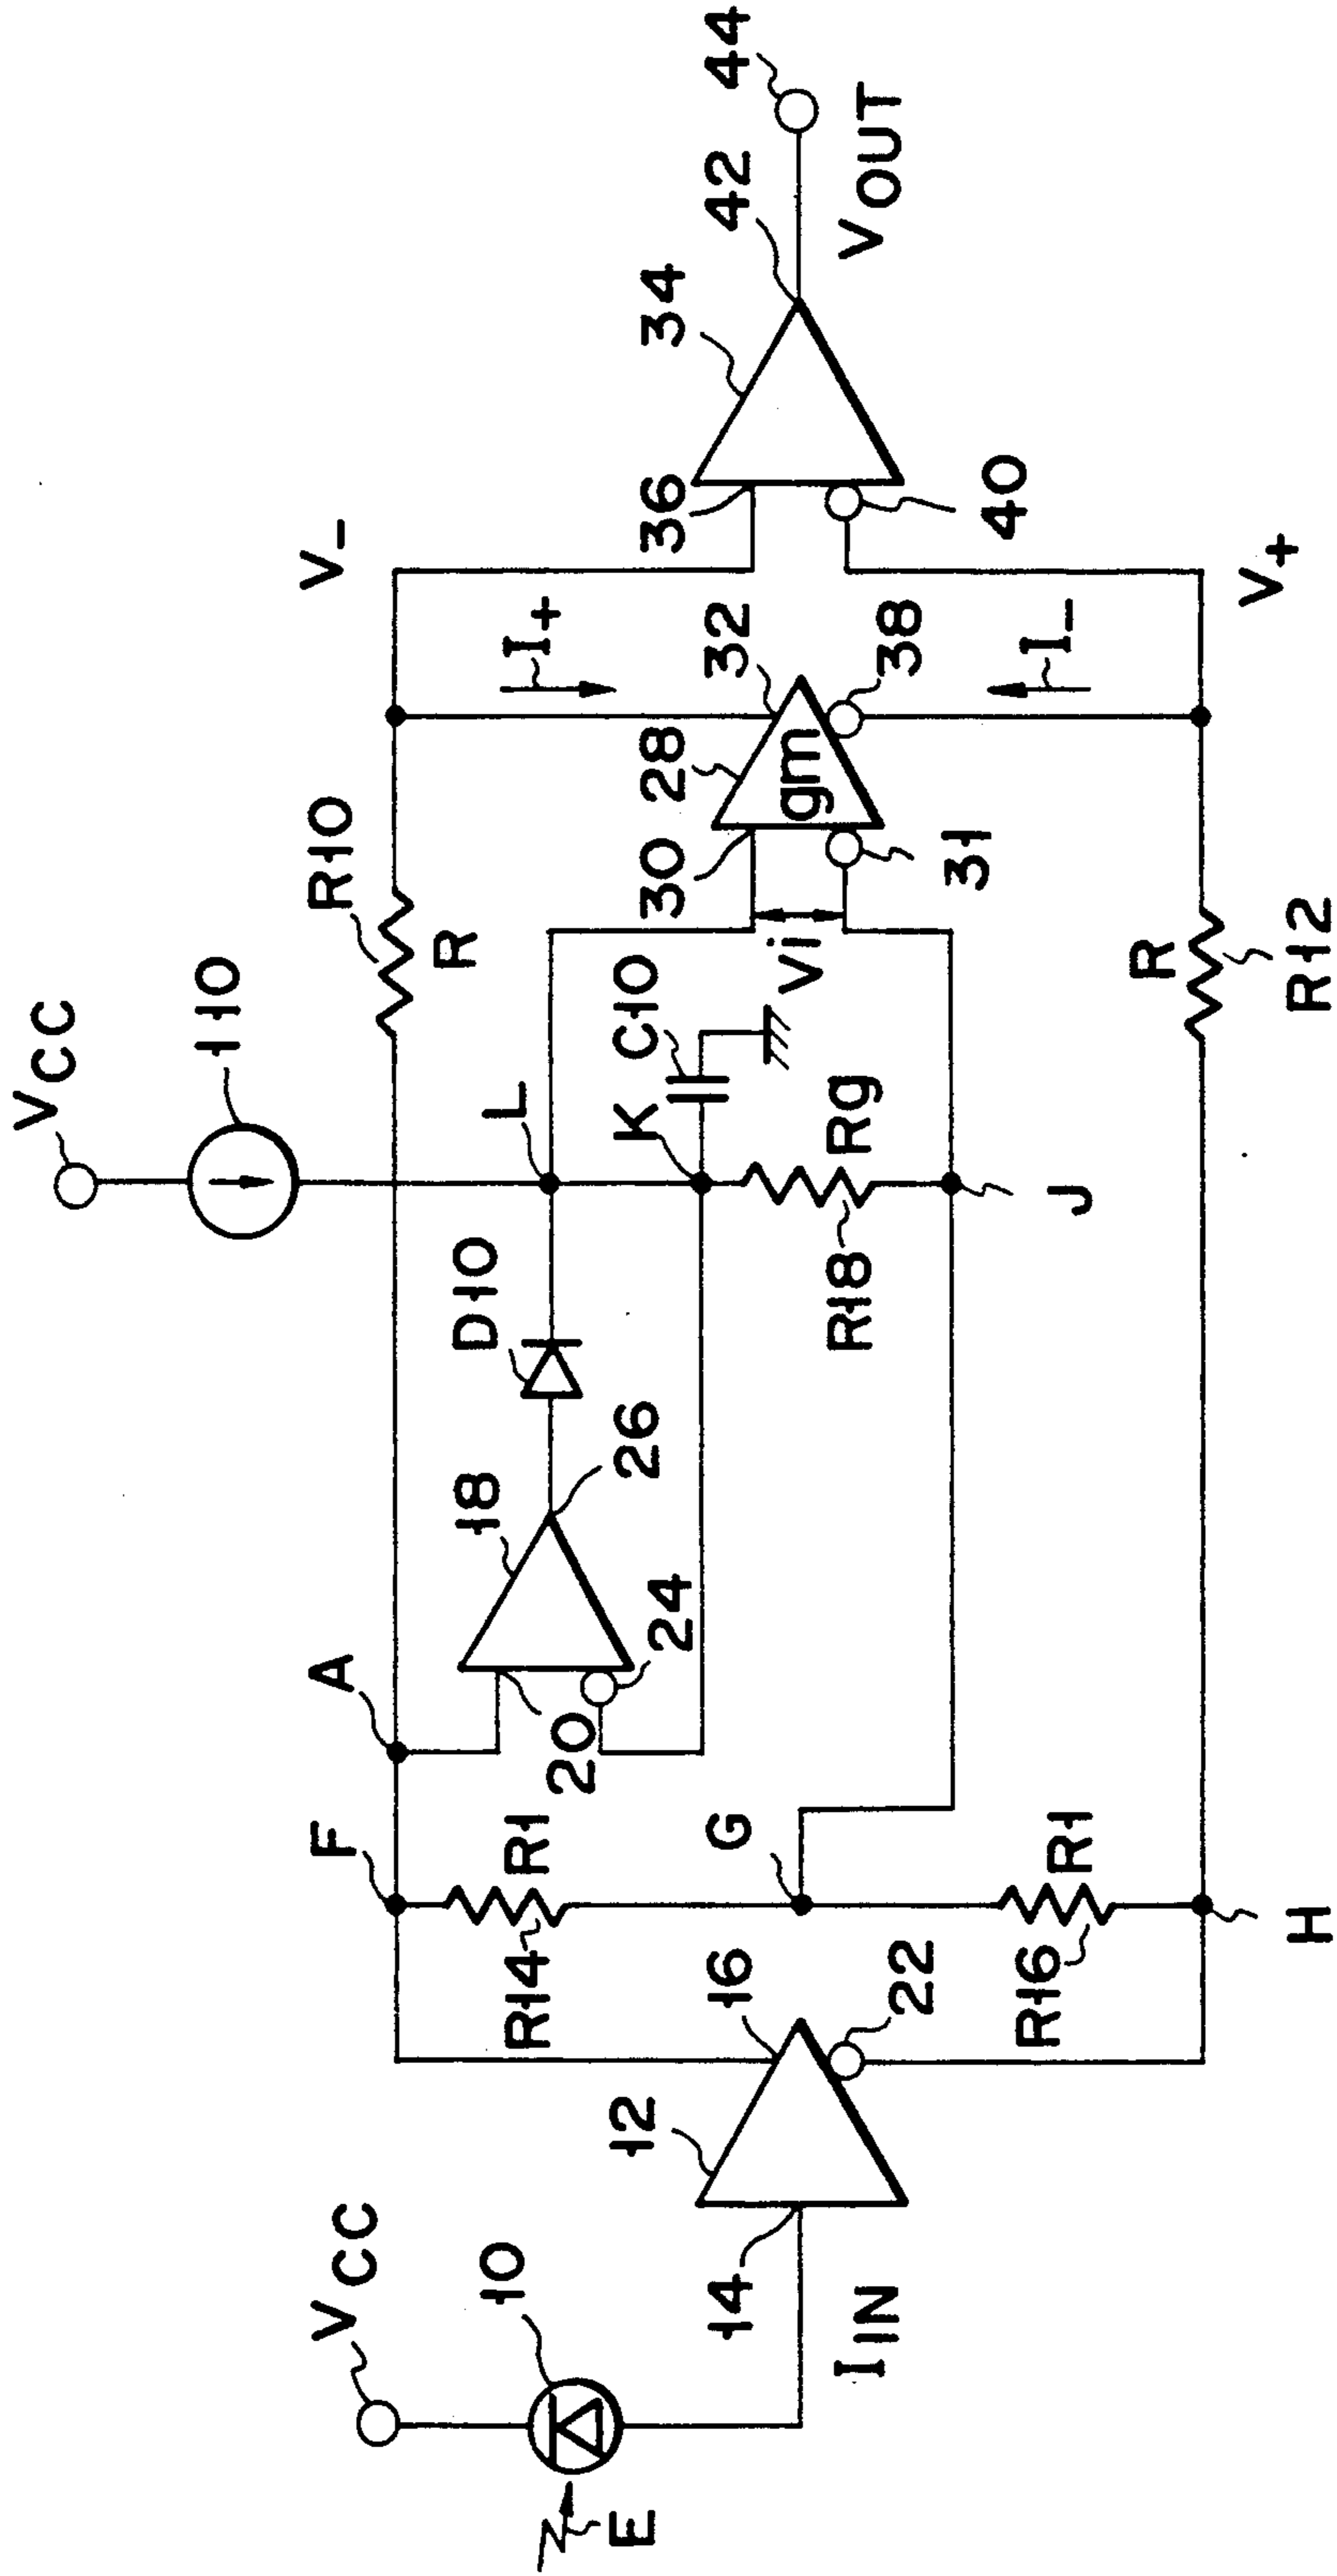 VCC
110
VCC
10
E
IIN
14
12
16
22
F
A
R14
R1
G
R16
R1
H
18
20
24
26
D10
L
K
C10
R18
Rg
J
R10
R
Vi
30
31
28
gm
32
38
I+
I–
V–
V+
R
R12
36
40
34
42
44
VOUT